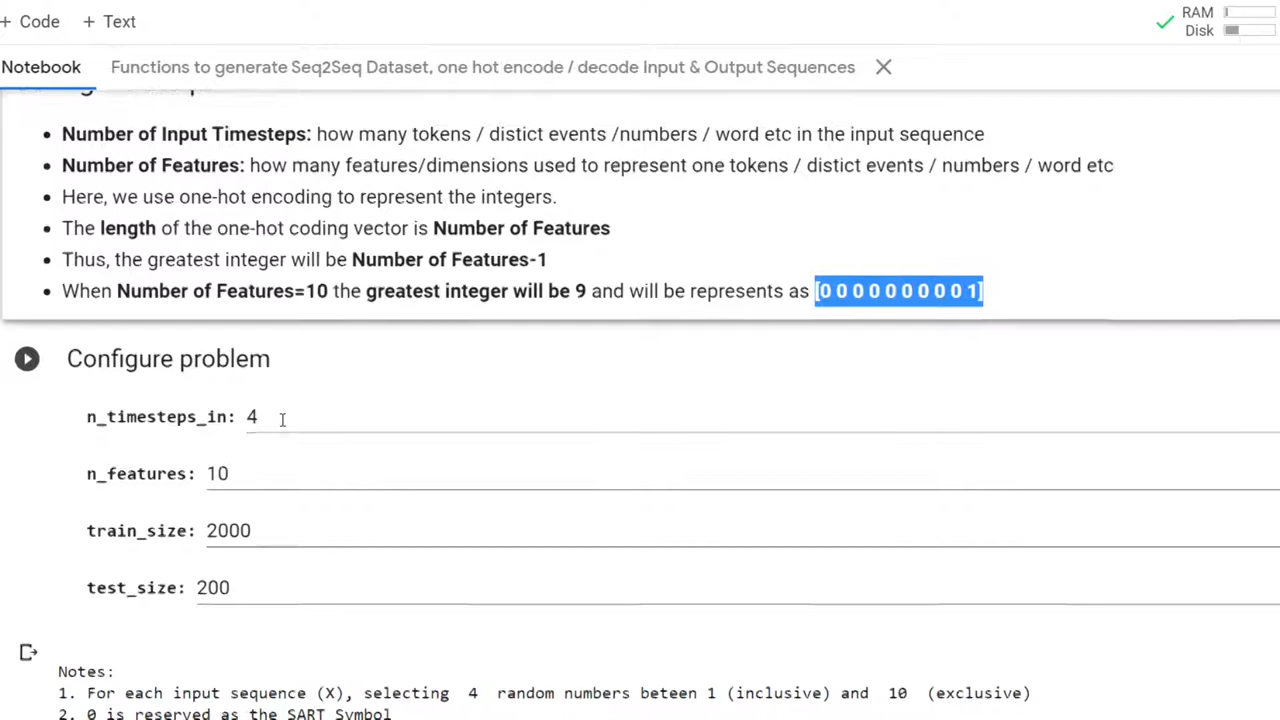 + Code + Text
RAM
Disk
Notebook Functions to generate Seq2Seq Dataset, one hot encode / decode Input & Output Sequences
• Number of Input Timesteps: how many tokens / distict events /numbers / word etc in the input sequence
• Number of Features: how many features/dimensions used to represent one tokens / distict events / numbers / word etc
• Here, we use one-hot encoding to represent the integers.
• The length of the one-hot coding vector is Number of Features
• Thus, the greatest integer will be Number of Features-1
• When Number of Features=10 the greatest integer will be 9 and will be represents as [0 0 0 0 0 0 0 0 0 1]
Configure problem
n_timesteps_in: 4
n_features: 10
train_size: 2000
test_size: 200
Notes:
1. For each input sequence (X), selecting 4 random numbers beteen 1 (inclusive) and 10 (exclusive)
2. 0 is reserved as the SART Symbol